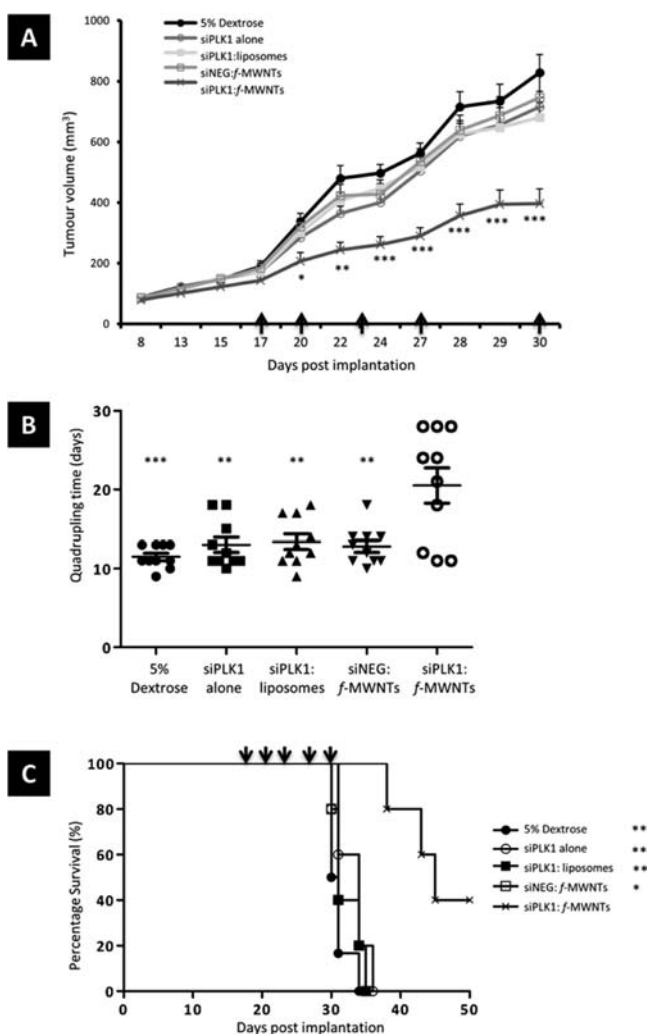 A
5% Dextrose
siPLK1 alone
siPLK1:liposomes
siNEG:f-MWNTs
siPLK1:f-MWNTs
Tumour volume (mm³)
1000
800
600
400
200
0
* ** *** *** *** *** ***
8 13 15 17 20 22 24 27 28 29 30
Days post implantation
B
Quadrupling time (days)
30
20
10
0
*** ** ** **
5% Dextrose
siPLK1 alone
siPLK1: liposomes
siNEG: f-MWNTs
siPLK1: f-MWNTs
C
Percentage Survival (%)
100
80
60
40
20
0
0 10 20 30 40 50
Days post implantation
5% Dextrose
siPLK1 alone
siPLK1: liposomes
siNEG: f-MWNTs *
siPLK1: f-MWNTs